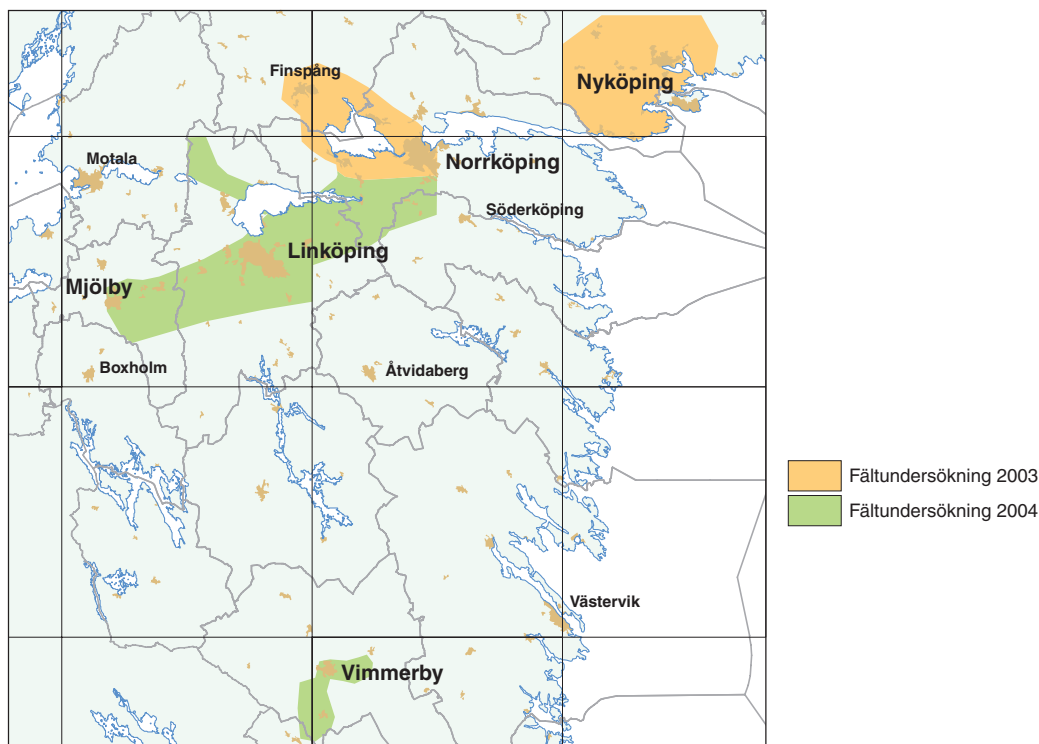 Finspång
Nyköping
Motala
Norrköping
Söderköping
Linköping
Mjölby
Boxholm
Åtvidaberg
Fältundersökning 2003
Fältundersökning 2004
Västervik
Vimmerby